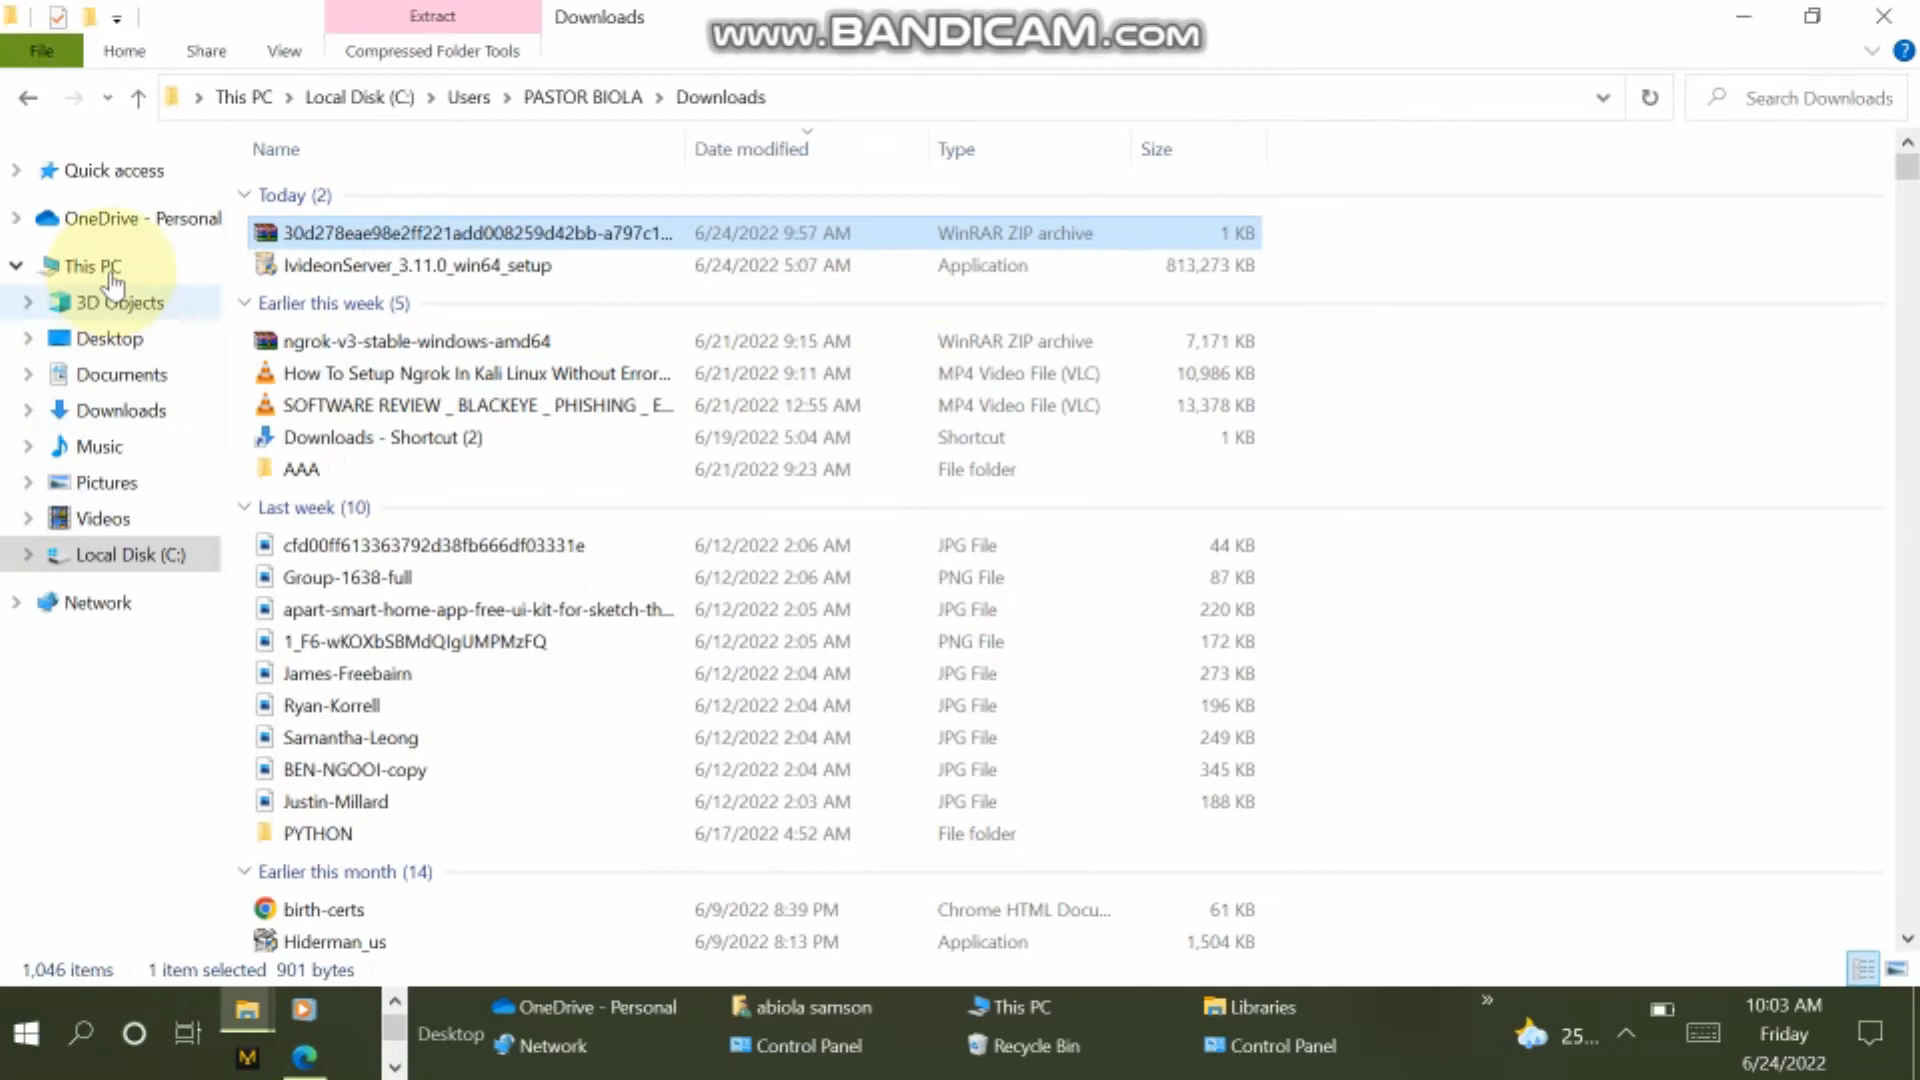 Extract
Downloads
www.BANDICAM.com
File
Home
Share
View
Compressed Folder Tools
This PC
Local Disk (C:)
Users
PASTOR BIOLA
Downloads
Search Downloads
Quick access
OneDrive - Personal
This PC
3D Objects
Desktop
Documents
Downloads
Music
Pictures
Videos
Local Disk (C:)
Network
Name Date modified Type Size
Today (2)
30d278eae98e2ff221add008259d42bb-a797c1... 6/24/2022 9:57 AM WinRAR ZIP archive 1 KB
IvideonServer_3.11.0_win64_setup 6/24/2022 5:07 AM Application 813,273 KB
Earlier this week (5)
ngrok-v3-stable-windows-amd64 6/21/2022 9:15 AM WinRAR ZIP archive 7,171 KB
How To Setup Ngrok In Kali Linux Without Error... 6/21/2022 9:11 AM MP4 Video File (VLC) 10,986 KB
SOFTWARE REVIEW _ BLACKEYE _ PHISHING _ E... 6/21/2022 12:55 AM MP4 Video File (VLC) 13,378 KB
Downloads - Shortcut (2) 6/19/2022 5:04 AM Shortcut 1 KB
AAA 6/21/2022 9:23 AM File folder
Last week (10)
cfd00ff613363792d38fb666df03331e 6/12/2022 2:06 AM JPG File 44 KB
Group-1638-full 6/12/2022 2:06 AM PNG File 87 KB
apart-smart-home-app-free-ui-kit-for-sketch-th... 6/12/2022 2:05 AM JPG File 220 KB
1_F6-wKOXbSBMdQIgUMPMzFQ 6/12/2022 2:05 AM PNG File 172 KB
James-Freebairn 6/12/2022 2:04 AM JPG File 273 KB
Ryan-Korrell 6/12/2022 2:04 AM JPG File 196 KB
Samantha-Leong 6/12/2022 2:04 AM JPG File 249 KB
BEN-NGOOI-copy 6/12/2022 2:04 AM JPG File 345 KB
Justin-Millard 6/12/2022 2:03 AM JPG File 188 KB
PYTHON 6/17/2022 4:52 AM File folder
Earlier this month (14)
birth-certs 6/9/2022 8:39 PM Chrome HTML Docu... 61 KB
Hiderman_us 6/9/2022 8:13 PM Application 1,504 KB
1,046 items 1 item selected 901 bytes
Desktop
OneDrive - Personal
abiola samson
This PC
Libraries
Network
Control Panel
Recycle Bin
Control Panel
25...
10:03 AM
Friday
6/24/2022